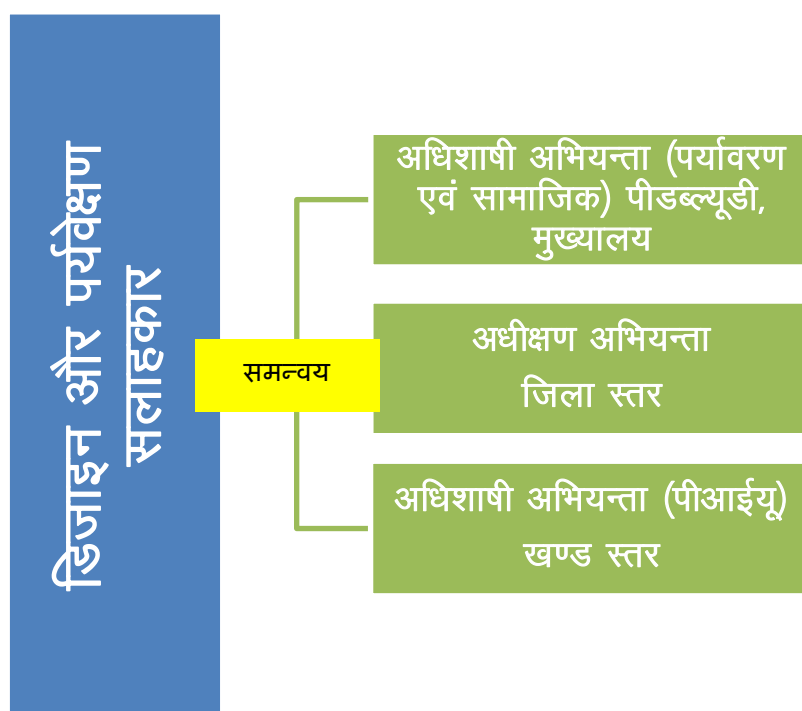 डिजाइन और पर्यवेक्षण
सलाहकार
समन्वय
अधिशाषी अभियन्ता (पर्यावरण
एवं सामाजिक) पीडब्ल्यूडी,
मुख्यालय
अधीक्षण अभियन्ता
जिला स्तर
अधिशाषी अभियन्ता (पीआईयू)
खण्ड स्तर